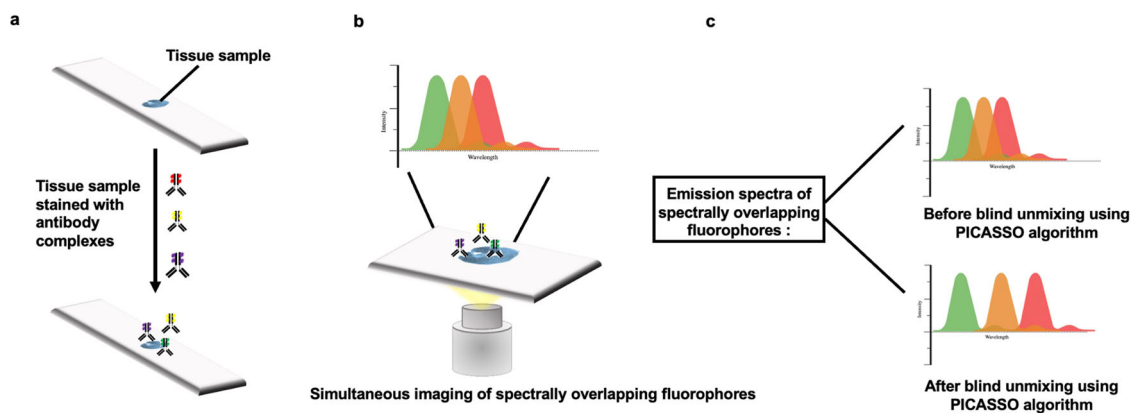 a
Tissue sample
Tissue sample
stained with
antibody
complexes
b
Intensity
Wavelength
Simultaneous imaging of spectrally overlapping fluorophores
c
Emission spectra of
spectrally overlapping
fluorophores :
Intensity
Wavelength
Before blind unmixing using
PICASSO algorithm
Intensity
Wavelength
After blind unmixing using
PICASSO algorithm